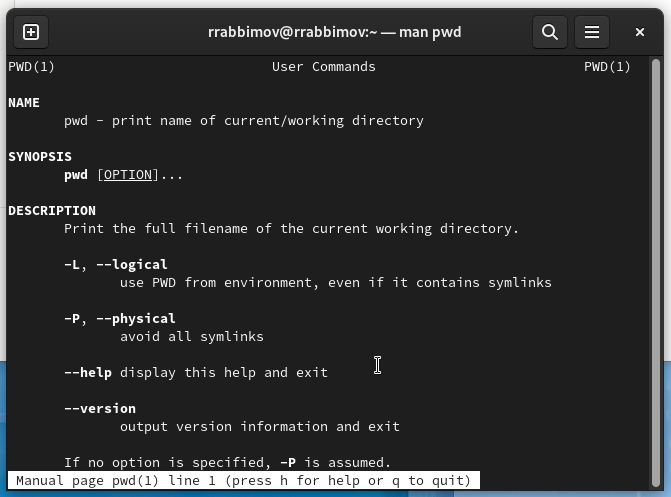 rrabbimov@rrabbimov:~ — man pwd
PWD(1) User Commands PWD(1)
NAME
pwd - print name of current/working directory
SYNOPSIS
pwd [OPTION]...
DESCRIPTION
Print the full filename of the current working directory.
-L, --logical
use PWD from environment, even if it contains symlinks
-P, --physical
avoid all symlinks
--help display this help and exit
--version
output version information and exit
If no option is specified, -P is assumed.
Manual page pwd(1) line 1 (press h for help or q to quit)